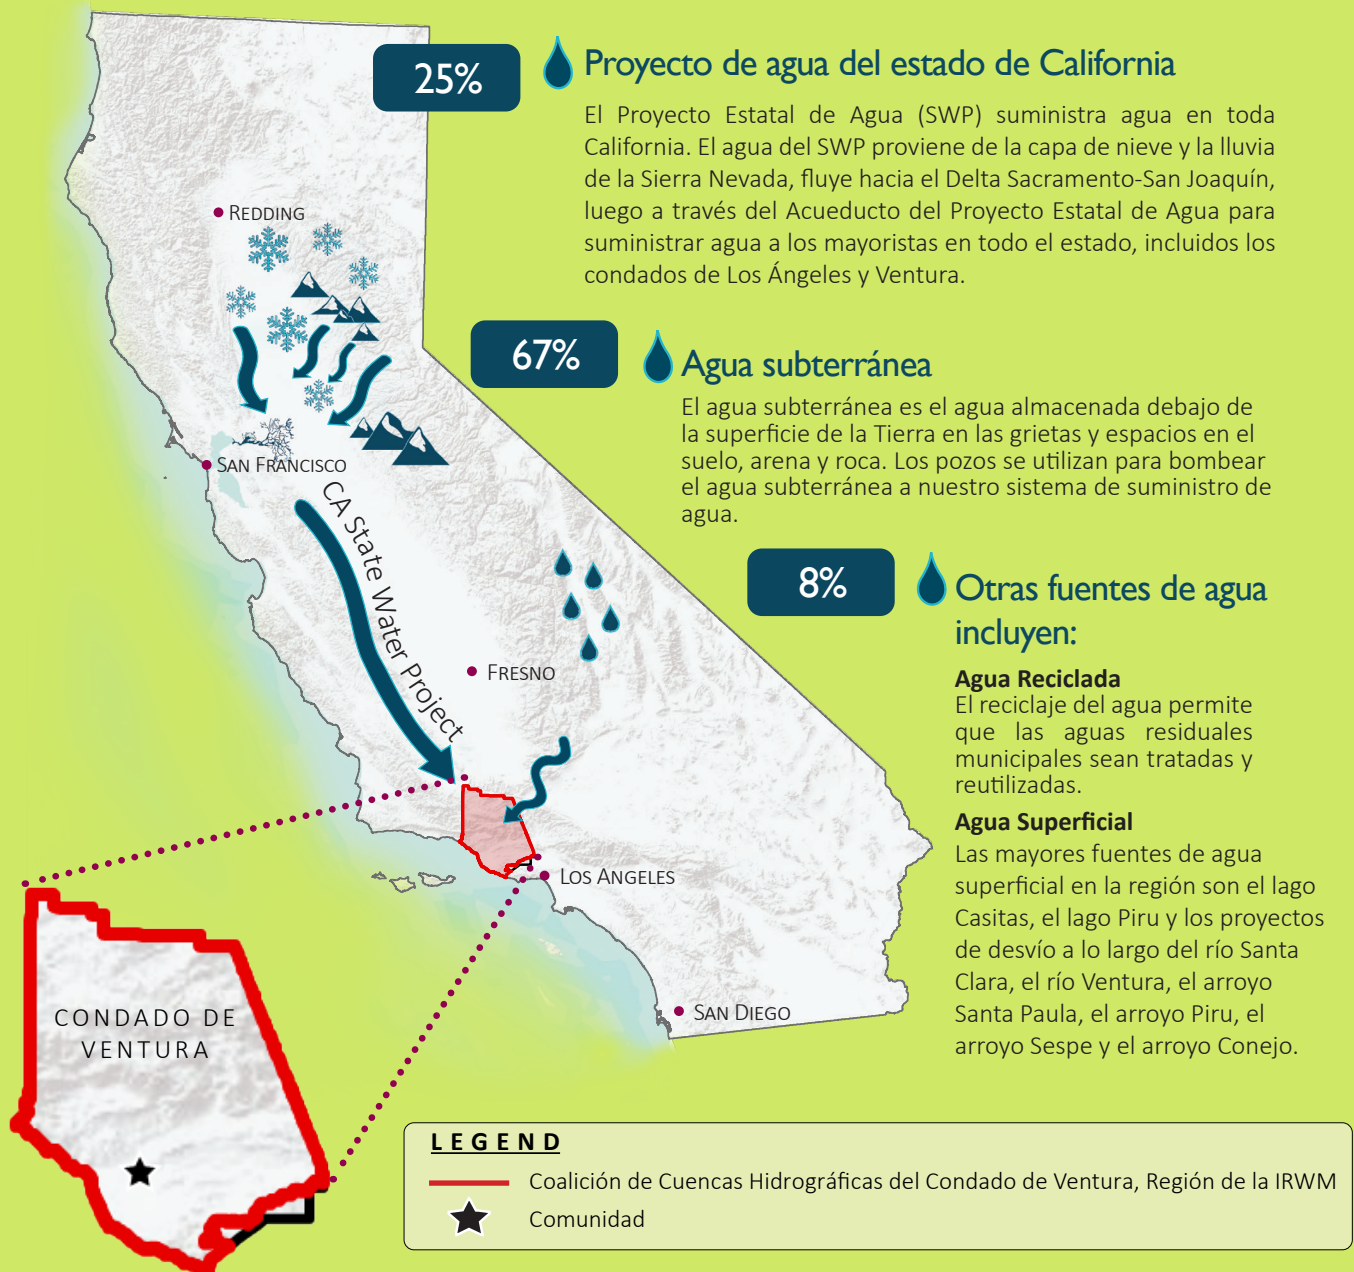 25%
Proyecto de agua del estado de California
El Proyecto Estatal de Agua (SWP) suministra agua en toda
California. El agua del SWP proviene de la capa de nieve y la lluvia
de la Sierra Nevada, fluye hacia el Delta Sacramento-San Joaquín,
luego a través del Acueducto del Proyecto Estatal de Agua para
suministrar agua a los mayoristas en todo el estado, incluidos los
condados de Los Ángeles y Ventura.
67%
Agua subterránea
El agua subterránea es el agua almacenada debajo de
la superficie de la Tierra en las grietas y espacios en el
suelo, arena y roca. Los pozos se utilizan para bombear
el agua subterránea a nuestro sistema de suministro de
agua.
8%
Otras fuentes de agua
incluyen:
Agua Reciclada
El reciclaje del agua permite
que las aguas residuales
municipales sean tratadas y
reutilizadas.
Agua Superficial
Las mayores fuentes de agua
superficial en la región son el lago
Casitas, el lago Piru y los proyectos
de desvío a lo largo del río Santa
Clara, el río Ventura, el arroyo
Santa Paula, el arroyo Piru, el
arroyo Sespe y el arroyo Conejo.
REDDING
SAN FRANCISCO
CA State Water Project
FRESNO
LOS ANGELES
SAN DIEGO
CONDADO DE
VENTURA
LEGEND
Coalición de Cuencas Hidrográficas del Condado de Ventura, Región de la IRWM
Comunidad